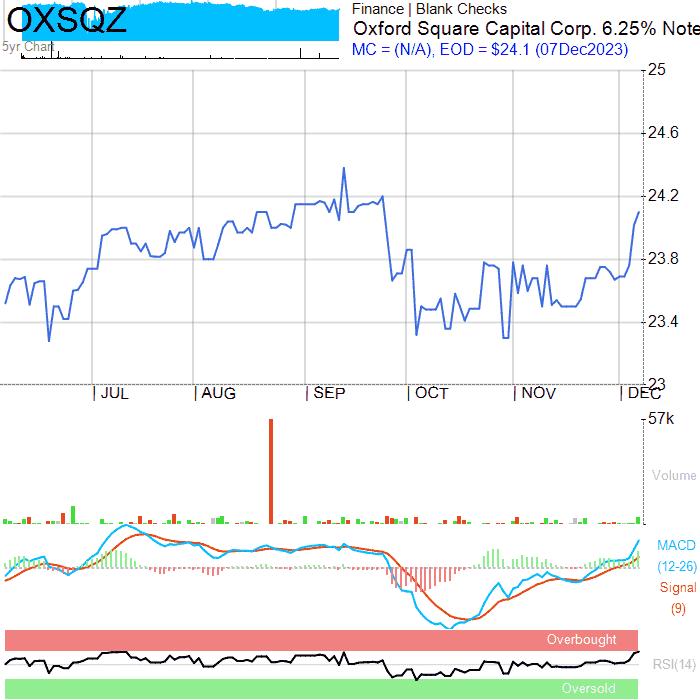 OXSQZ
5yr Chart
Finance | Blank Checks
Oxford Square Capital Corp. 6.25% Note
MC = (N/A), EOD = $24.1 (07Dec2023)
25
24.6
24.2
23.8
23.4
23
JUL
AUG
SEP
OCT
NOV
DEC
57k
Volume
MACD
(12-26)
Signal
(9)
Overbought
RSI(14)
Oversold